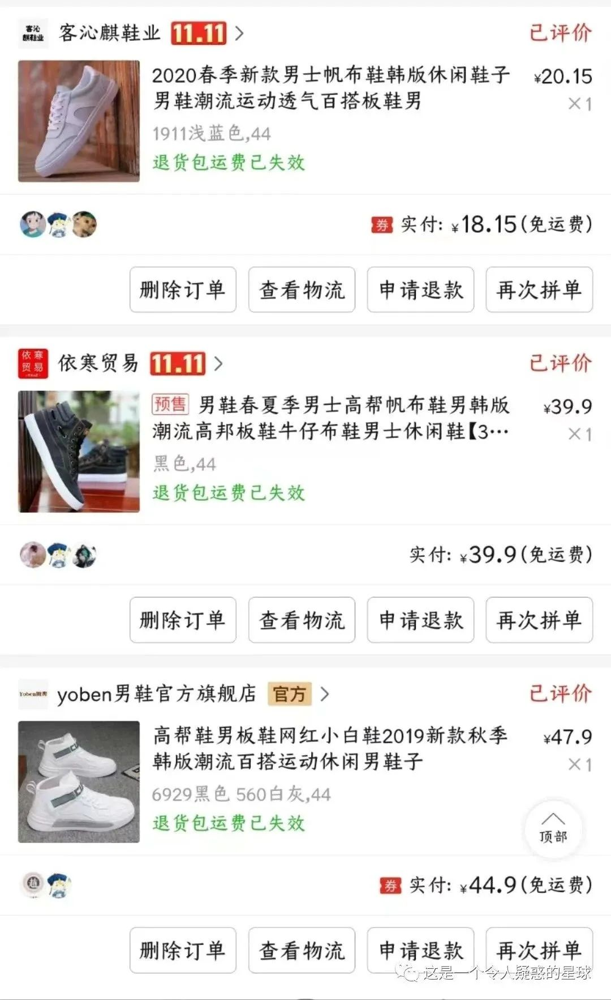 客沁
麒鞋业
客沁麒鞋业 11.11 已评价
2020春季新款男士帆布鞋韩版休闲鞋子 ¥20.15
男鞋潮流运动透气百搭板鞋男 ×1
1911浅蓝色,44
退货包运费已失效
券 实付: ¥18.15(免运费)
删除订单 查看物流 申请退款 再次拼单
依寒
贸易
依寒贸易 11.11 已评价
预售 男鞋春夏季男士高帮帆布鞋男韩版 ¥39.9
潮流高邦板鞋牛仔布鞋男士休闲鞋【3… ×1
黑色,44
退货包运费已失效
实付: ¥39.9(免运费)
删除订单 查看物流 申请退款 再次拼单
yoben男鞋官方旗舰店 官方 已评价
高帮鞋男板鞋网红小白鞋2019新款秋季 ¥47.9
韩版潮流百搭运动休闲男鞋子 ×1
6929黑色 560白灰,44
退货包运费已失效
顶部
券 实付: ¥44.9(免运费)
删除订单 查看物流 申请退款 再次拼单
这是一个令人疑惑的星球